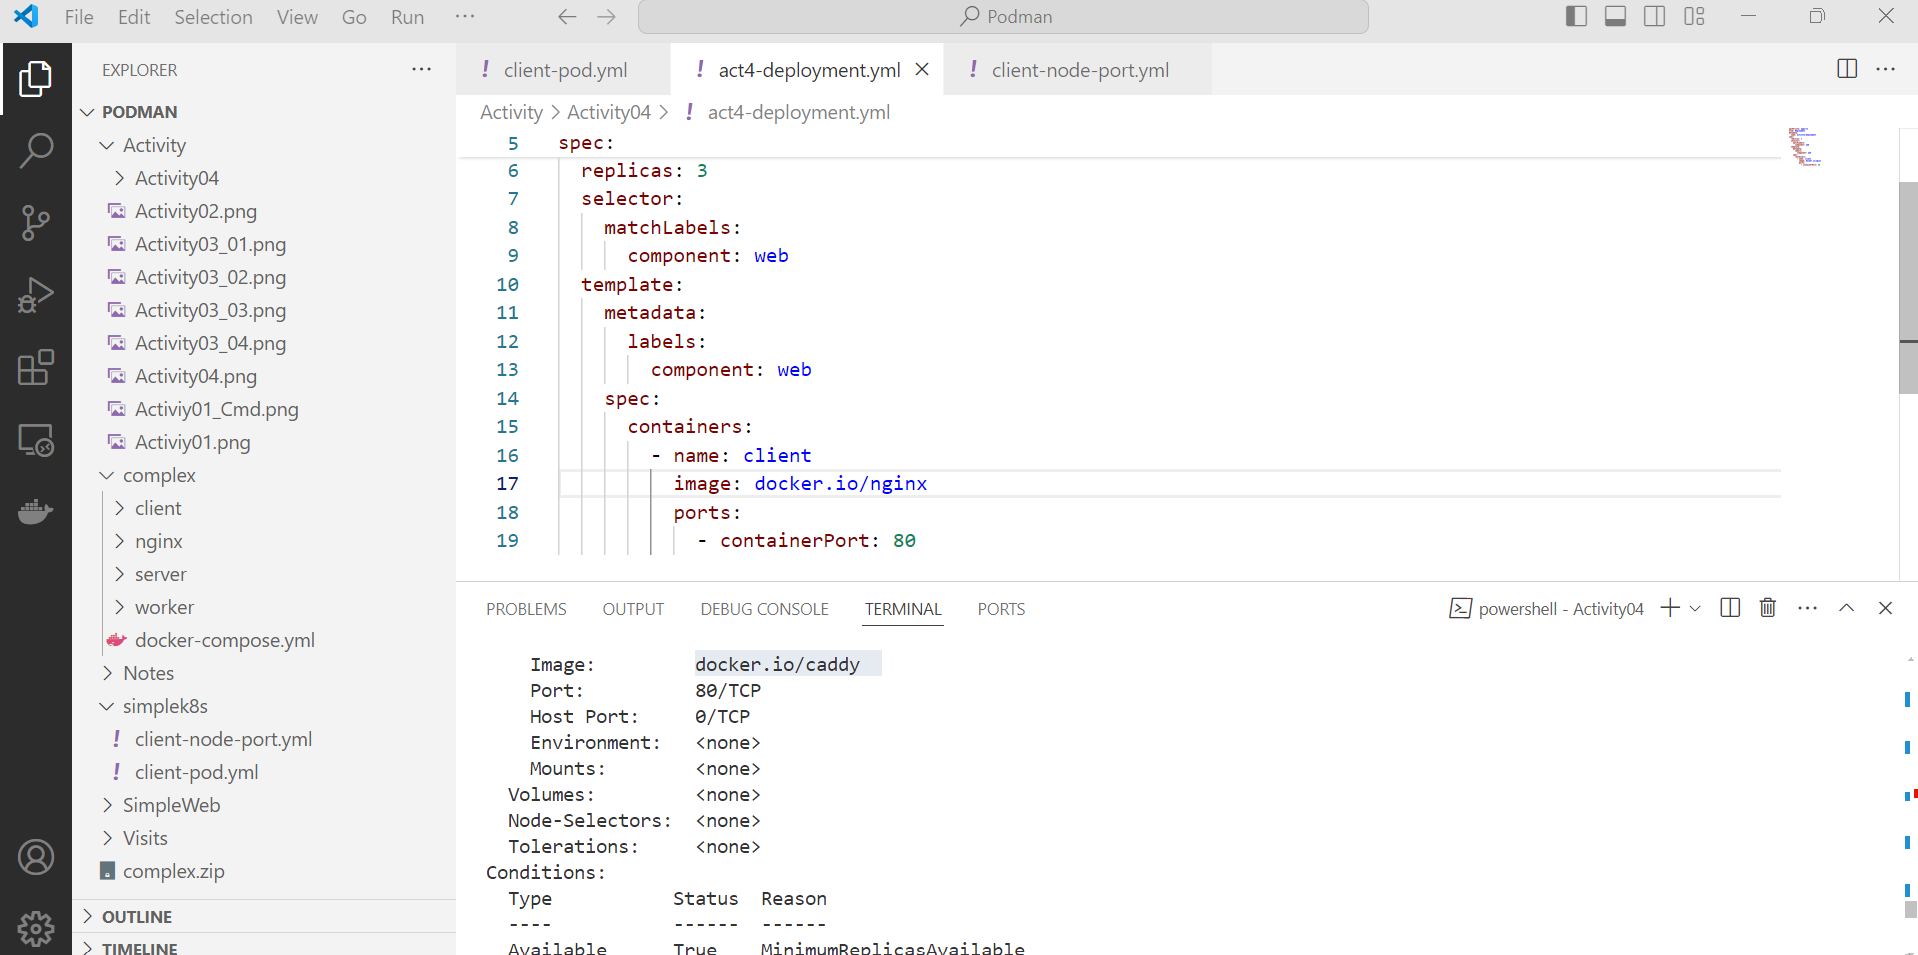 File Edit Selection View Go Run ···
Podman
EXPLORER
PODMAN
Activity
Activity04
Activity02.png
Activity03_01.png
Activity03_02.png
Activity03_03.png
Activity03_04.png
Activity04.png
Activiy01_Cmd.png
Activiy01.png
complex
client
nginx
server
worker
docker-compose.yml
Notes
simplek8s
! client-node-port.yml
! client-pod.yml
SimpleWeb
Visits
complex.zip
OUTLINE
TIMELINE
! client-pod.yml ! act4-deployment.yml ! client-node-port.yml
Activity > Activity04 > ! act4-deployment.yml
5 spec:
6 replicas: 3
7 selector:
8 matchLabels:
9 component: web
10 template:
11 metadata:
12 labels:
13 component: web
14 spec:
15 containers:
16 - name: client
17 image: docker.io/nginx
18 ports:
19 - containerPort: 80
PROBLEMS OUTPUT DEBUG CONSOLE TERMINAL PORTS
powershell - Activity04
Image: docker.io/caddy
Port: 80/TCP
Host Port: 0/TCP
Environment: <none>
Mounts: <none>
Volumes: <none>
Node-Selectors: <none>
Tolerations: <none>
Conditions:
Type Status Reason
---- ------ ------
Available True MinimumReplicasAvailable